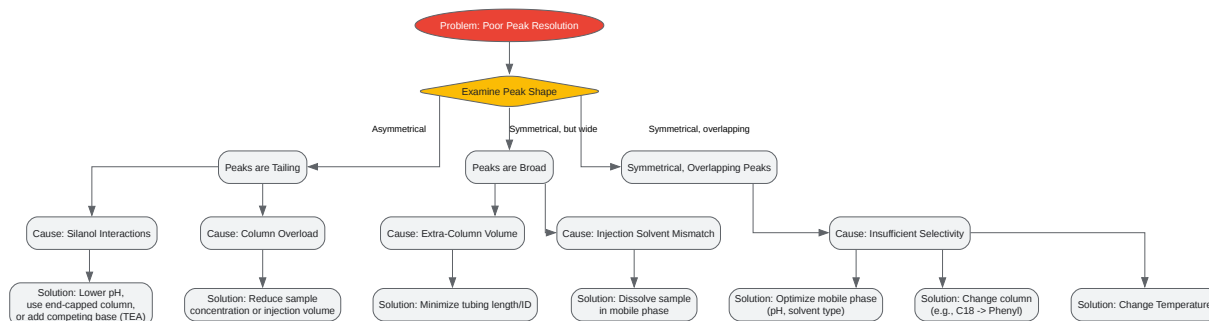 Problem: Poor Peak Resolution
Examine Peak Shape
Asymmetrical
Symmetrical, but wide
Symmetrical, overlapping
Peaks are Tailing
Peaks are Broad
Symmetrical, Overlapping Peaks
Cause: Silanol Interactions
Cause: Column Overload
Cause: Extra-Column Volume
Cause: Injection Solvent Mismatch
Cause: Insufficient Selectivity
Solution: Lower pH,
use end-capped column,
or add competing base (TEA)
Solution: Reduce sample
concentration or injection volume
Solution: Minimize tubing length/ID
Solution: Dissolve sample
in mobile phase
Solution: Optimize mobile phase
(pH, solvent type)
Solution: Change column
(e.g., C18 -> Phenyl)
Solution: Change Temperature